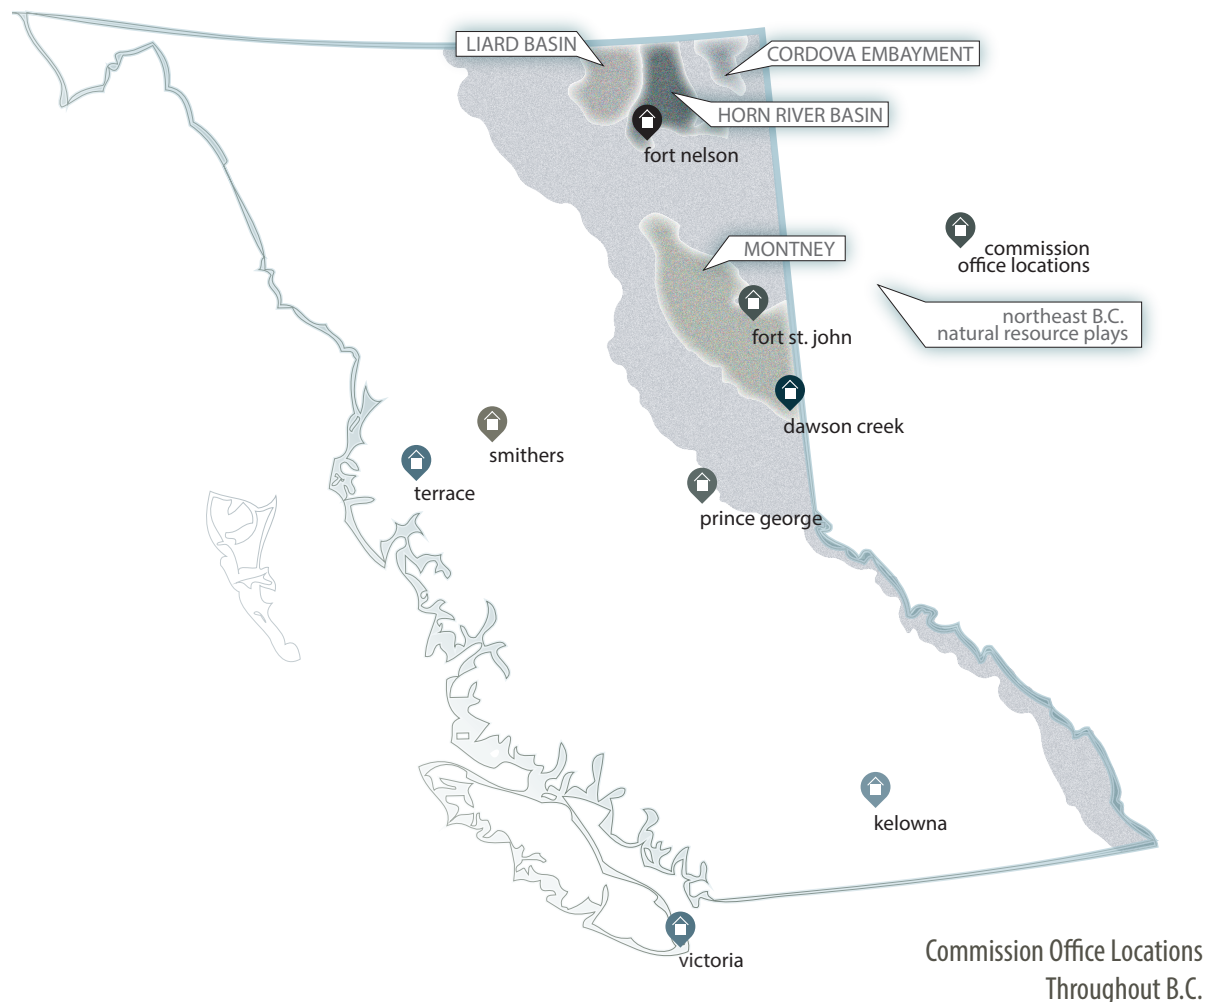 LIARD BASIN
CORDOVA EMBAYMENT
HORN RIVER BASIN
fort nelson
MONTNEY
commission
office locations
northeast B.C.
natural resource plays
fort st. john
dawson creek
smithers
terrace
prince george
kelowna
victoria
Commission Office Locations
Throughout B.C.